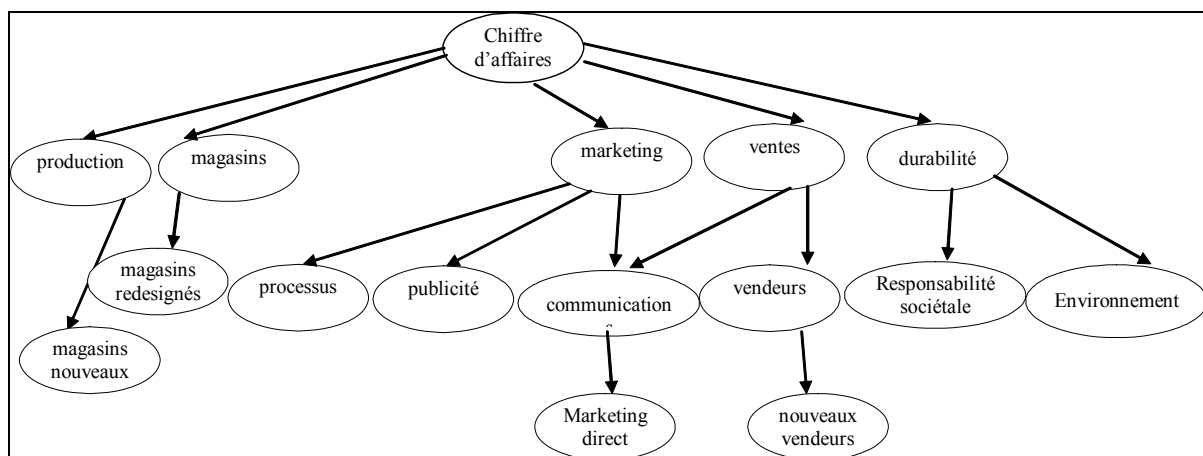 Chiffre
d'affaires
production
magasins
marketing
ventes
durabilité
magasins
redesignés
processus
publicité
communication
vendeurs
Responsabilité
sociétale
Environnement
magasins
nouveaux
Marketing
direct
nouveaux
vendeurs